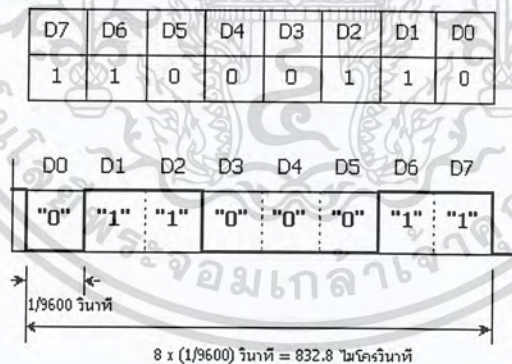 D7 D6 D5 D4 D3 D2 D1 D0
1 1 0 0 0 1 1 0
D0 D1 D2 D3 D4 D5 D6 D7
"0" "1" "1" "0" "0" "0" "1" "1"
1/9600 วินาที
8 x (1/9600) วินาที = 832.8 ไมโครวินาที